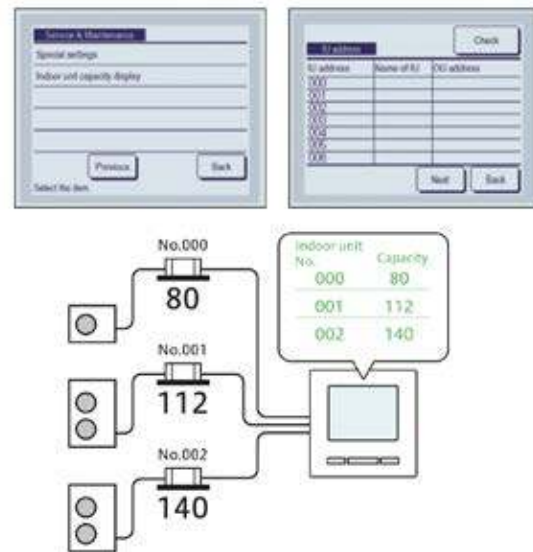 Service & Maintenance
Special settings
Indoor unit capacity display
Previous
Back
Select the item.
Check
IU address
IU address Name of IU OU address
000
001
002
003
004
005
006
Next
Back
Indoor unit
No. Capacity
000 80
001 112
002 140
No.000
80
No.001
112
No.002
140